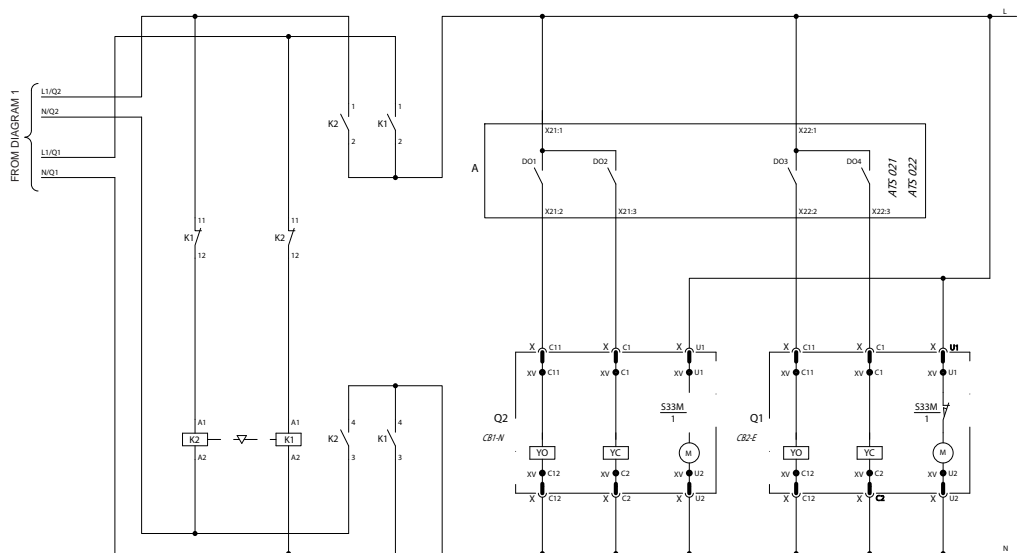 L
FROM DIAGRAM 1
L1/Q2
N/Q2
L1/Q1
N/Q1
1 1
K2 K1
2 2
X21:1 X22:1
A DO1 DO2 DO3 DO4 ATS 021 ATS 022
X21:2 X21:3 X22:2 X22:3
11 11
K1 K2
12 12
X C11 X C1 X U1 X C11 X C1 X U1
XV C11 XV C1 XV U1 XV C11 XV C1 XV U1
S33M S33M
1 1
Q2 Q1
CB1-N CB2-E
A1 A1 4 4
K2 K1 K2 K1
A2 A2 3 3
YO YC M YO YC M
XV C12 XV C2 XV U2 XV C12 XV C2 XV U2
X C12 X C2 X U2 X C12 X C2 X U2
N